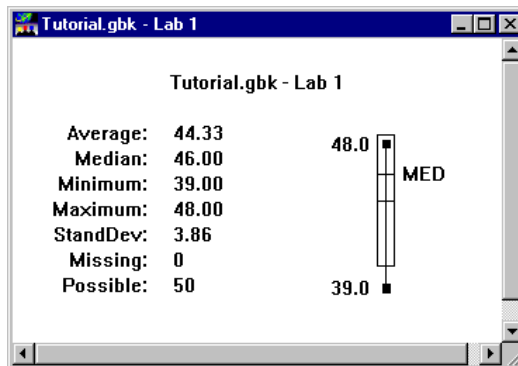 Tutorial.gbk - Lab 1
Tutorial.gbk - Lab 1
Average: 44.33
Median: 46.00
Minimum: 39.00
Maximum: 48.00
StandDev: 3.86
Missing: 0
Possible: 50
48.0
MED
39.0